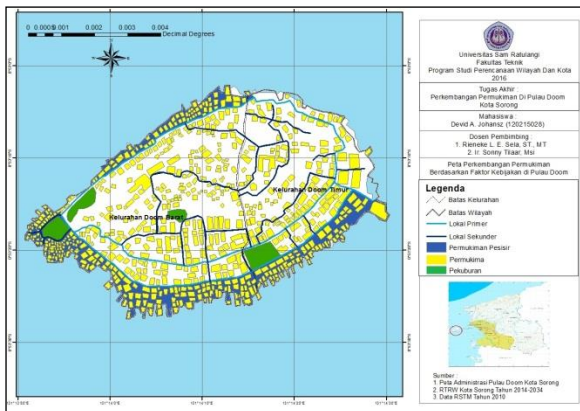 0 0.0005 0.001 0.002 0.003 0.004
Decimal Degrees
Kelurahan Doom Timur
Kelurahan Doom Barat
Universitas Sam Ratulangi
Fakultas Teknik
Program Studi Perencanaan Wilayah Dan Kota
2016
Tugas Akhir
Perkembangan Permukiman Di Pulau Doom
Kota Sorong
Mahasiswa :
Devid A. Johansz (120215026)
Dosen Pembimbing :
1. Rieneke L. E. Sela, ST., MT
2. Ir. Sonny Tilaar, Msi
Peta Perkembangan Permukiman
Berdasarkan Faktor Kebijakan di Pulau Doom
Legenda
Batas Kelurahan
Batas Wilayah
Lokal Primer
Lokal Sekunder
Permukiman Pesisir
Permukima
Pekuburan
Sumber :
1. Peta Administrasi Pulau Doom Kota Sorong
2. RTRW Kota Sorong Tahun 2014-2034
3. Data RSTM Tahun 2010